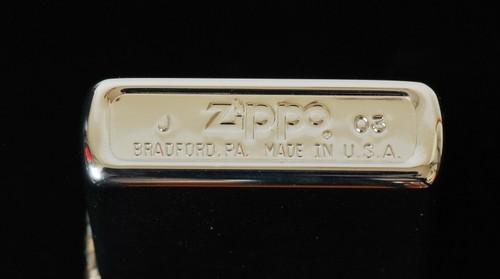 J Zippo 03
BRADFORD, PA. MADE IN U.S.A.